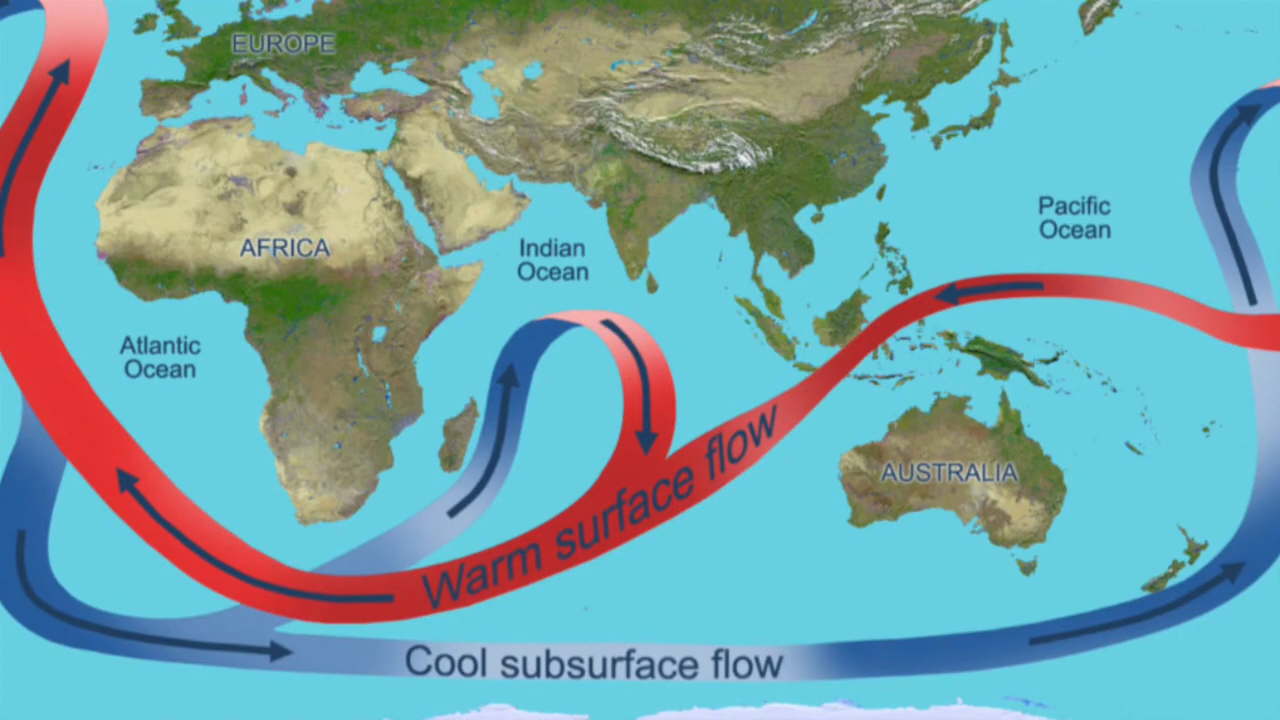 EUROPE
Pacific
Ocean
AFRICA
Indian
Ocean
Atlantic
Ocean
Warm surface flow
AUSTRALIA
Cool subsurface flow